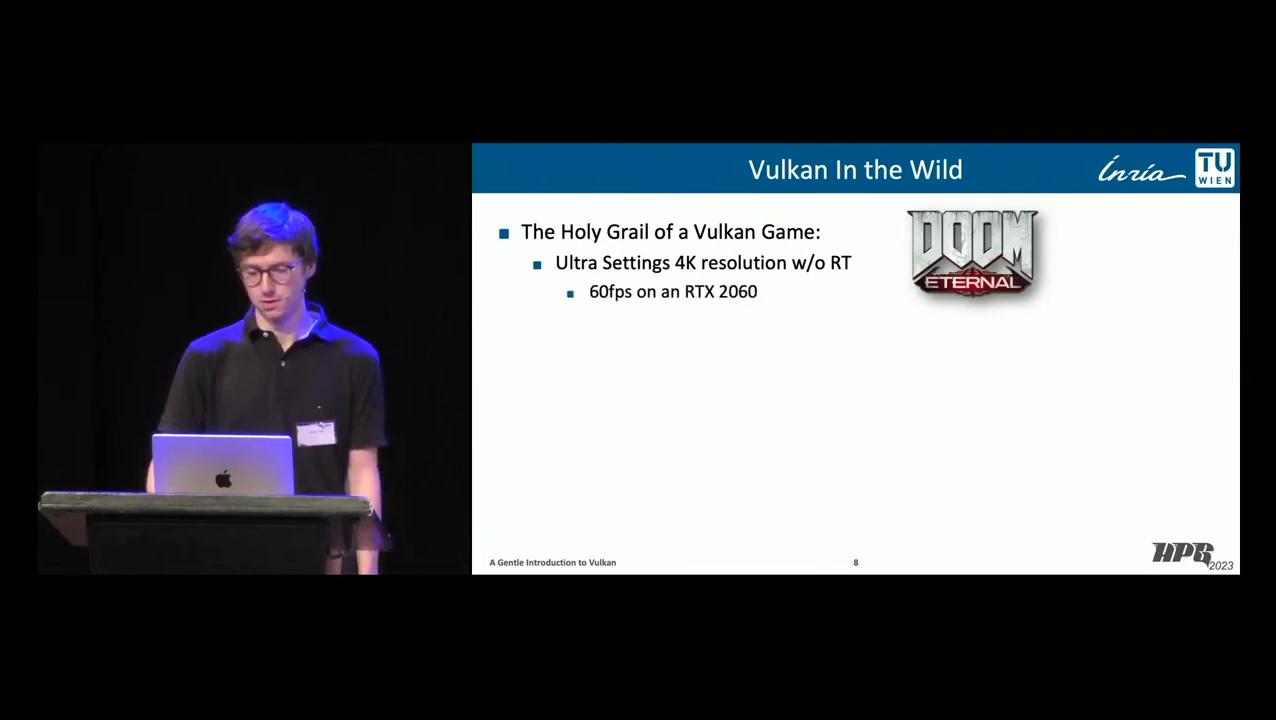 Vulkan In the Wild
Inria
TU
WIEN
The Holy Grail of a Vulkan Game:
Ultra Settings 4K resolution w/o RT
60fps on an RTX 2060
DOOM
ETERNAL
A Gentle Introduction to Vulkan
8
HPG
2023